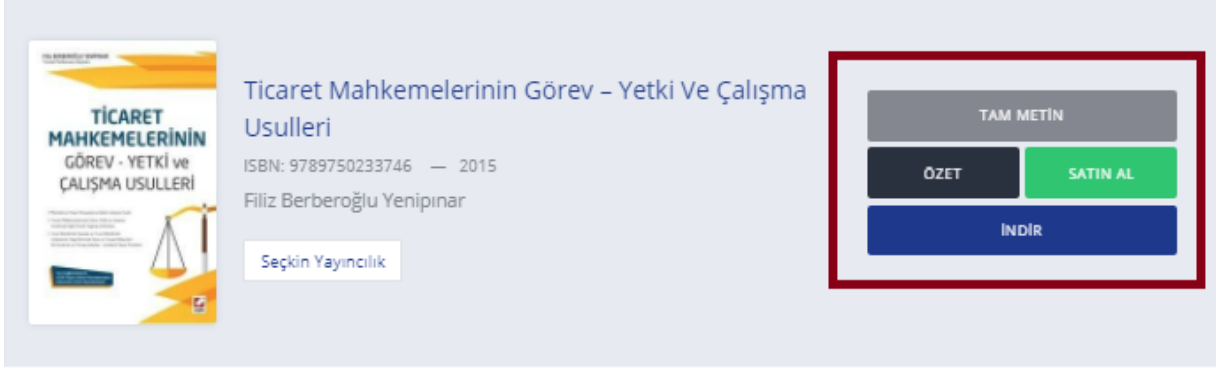 TİCARET
MAHKEMELERİNİN
GÖREV - YETKİ ve
ÇALIŞMA USULLERİ
Ticaret Mahkemelerinin Görev – Yetki Ve Çalışma
Usulleri
ISBN: 9789750233746 — 2015
Filiz Berberoğlu Yenipınar
Seçkin Yayıncılık
TAM METİN
ÖZET
SATIN AL
İNDİR